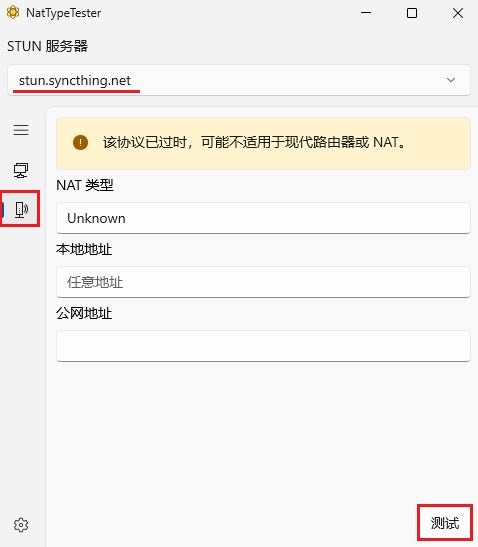 NatTypeTester
STUN 服务器
stun.syncthing.net
该协议已过时，可能不适用于现代路由器或 NAT。
NAT 类型
Unknown
本地地址
任意地址
公网地址
测试